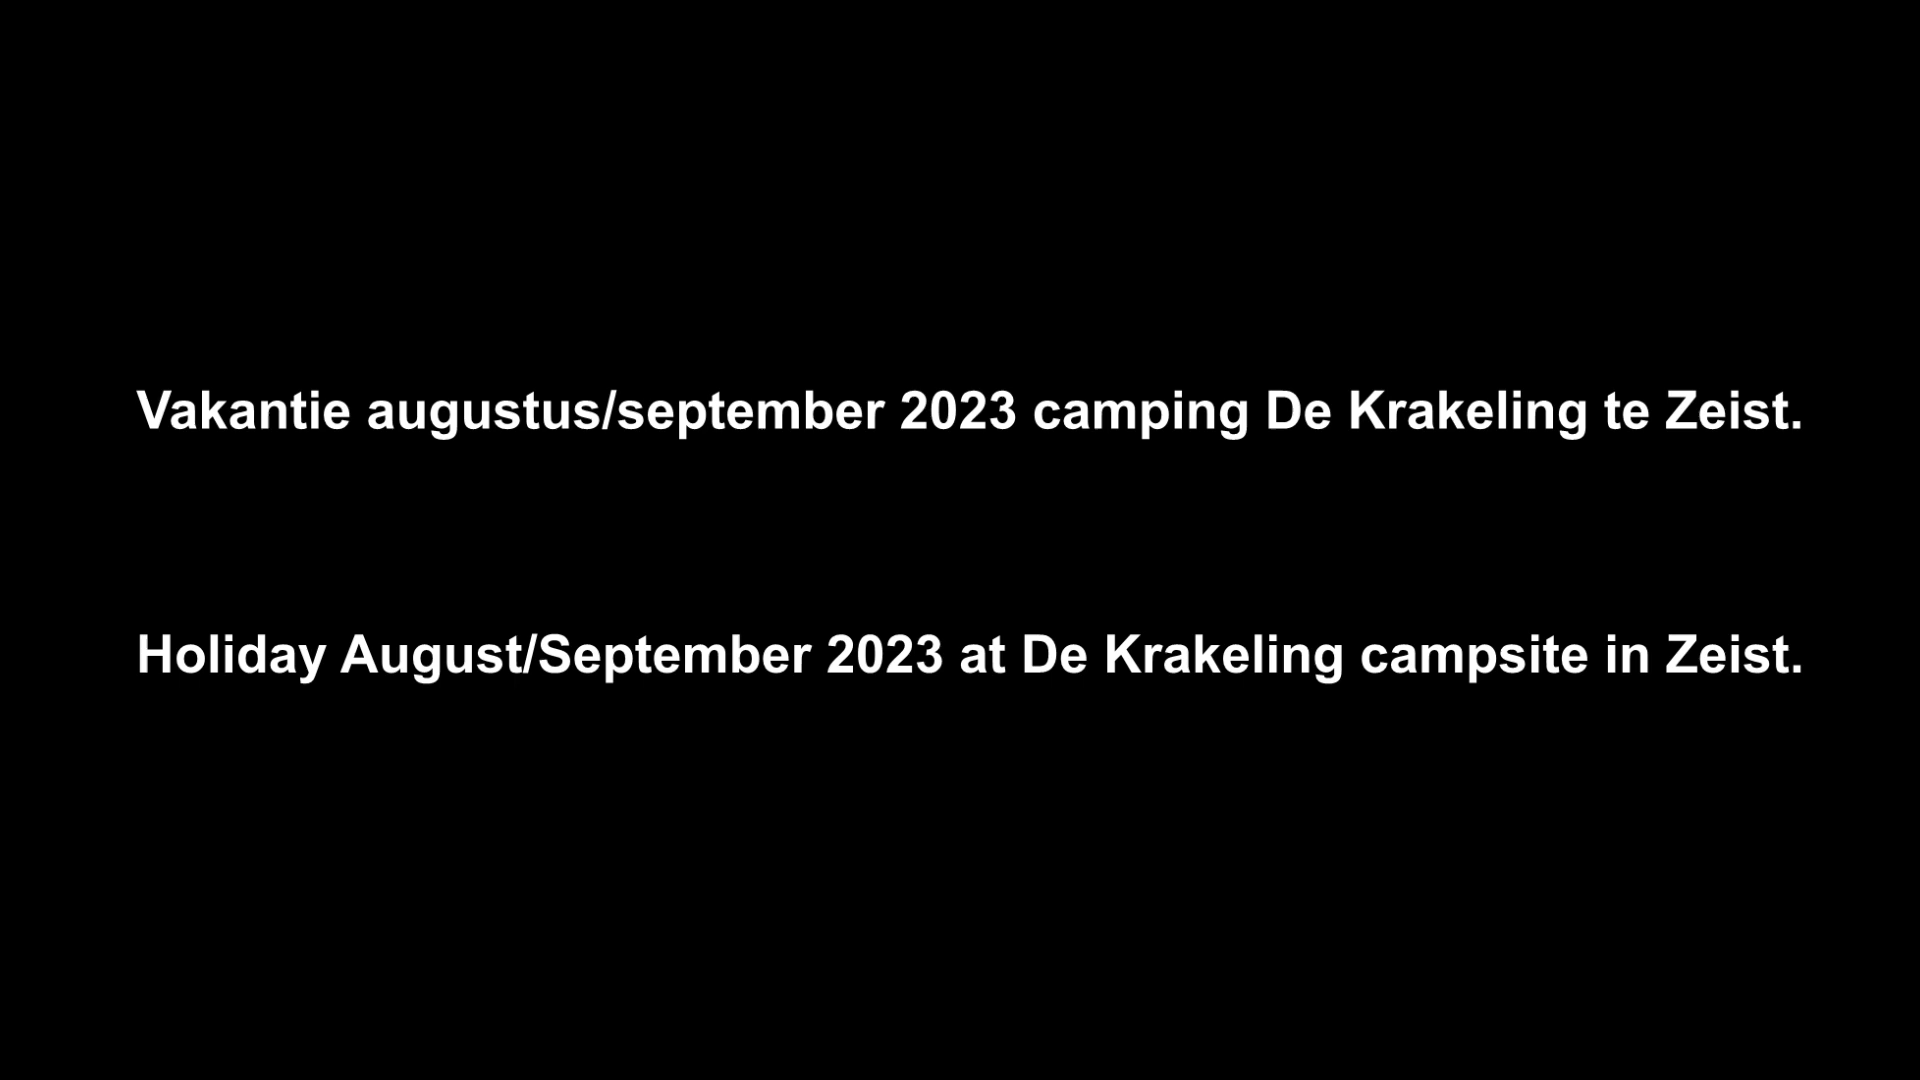 Vakantie augustus/september 2023 camping De Krakeling te Zeist.
Holiday August/September 2023 at De Krakeling campsite in Zeist.